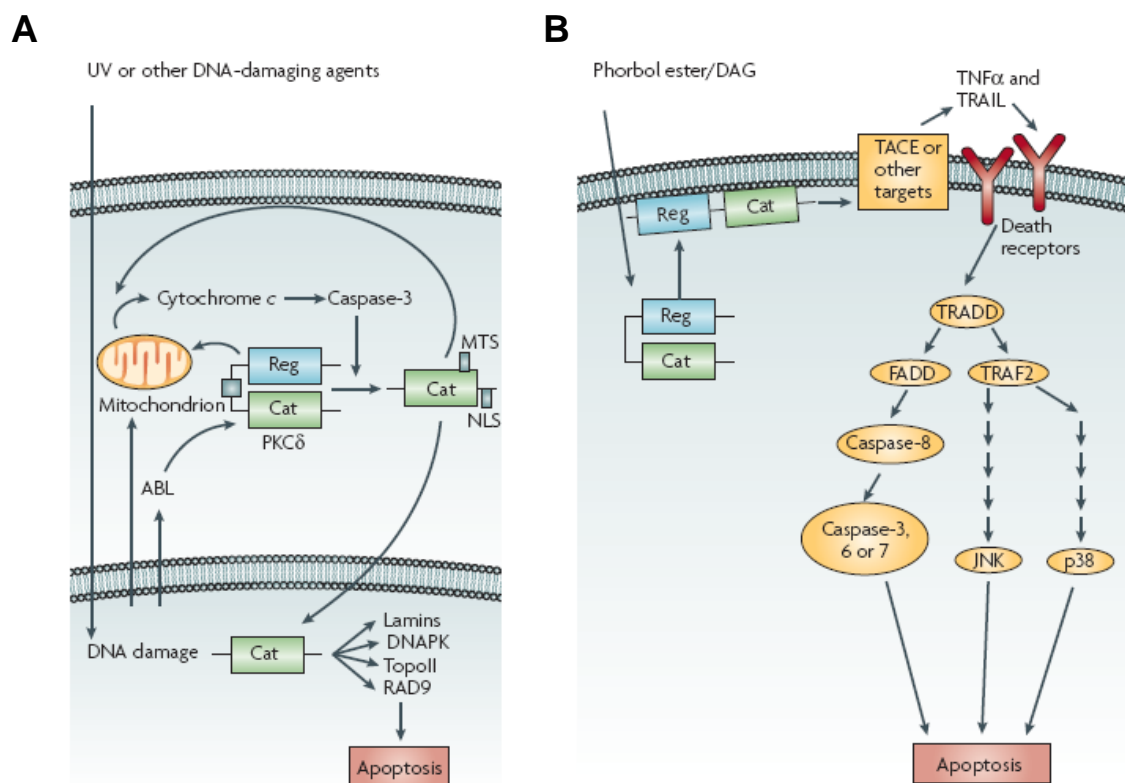 A
UV or other DNA-damaging agents
Cytochrome c
Caspase-3
MTS
Reg
Cat
Mitochondrion
Cat
NLS
PKCδ
ABL
DNA damage
Cat
Lamins
DNAPK
TopoII
RAD9
Apoptosis
B
Phorbol ester/DAG
TNFα and
TRAIL
TACE or
other
targets
Reg
Cat
Death
receptors
Reg
Cat
TRADD
FADD
TRAF2
Caspase-8
Caspase-3,
6 or 7
JNK
p38
Apoptosis